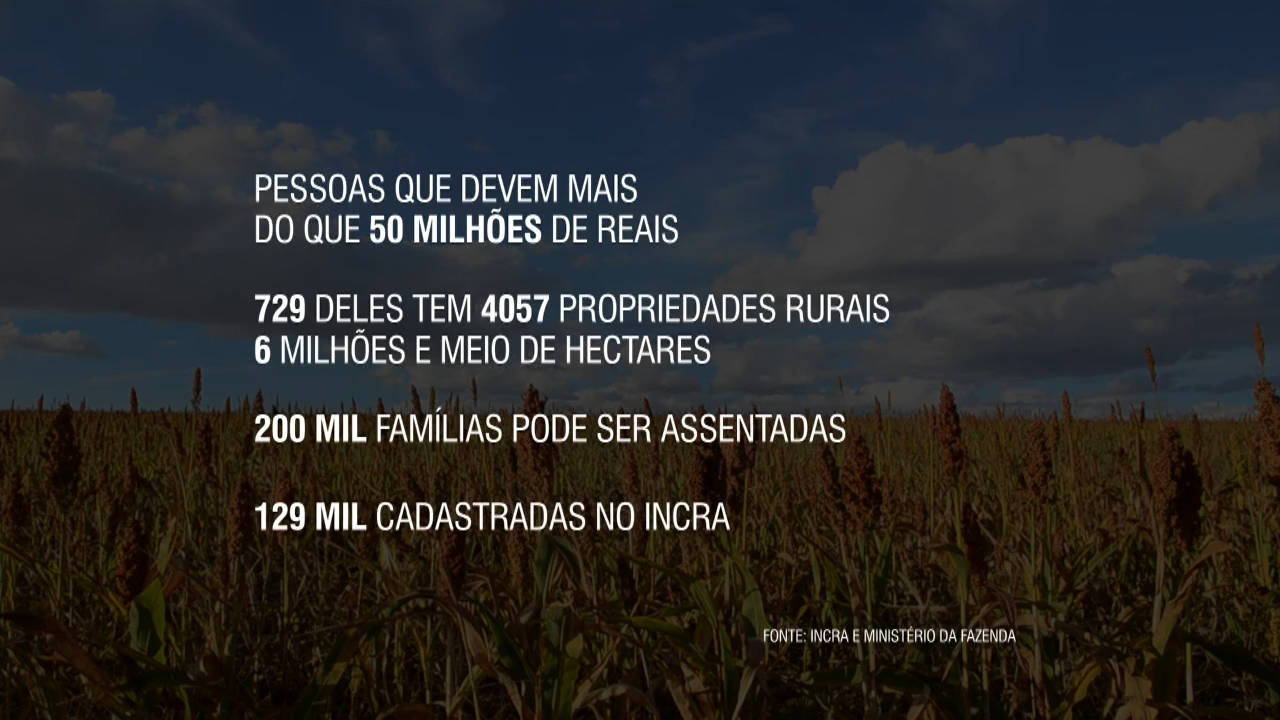 PESSOAS QUE DEVEM MAIS
DO QUE 50 MILHÕES DE REAIS
729 DELES TEM 4057 PROPRIEDADES RURAIS
6 MILHÕES E MEIO DE HECTARES
200 MIL FAMÍLIAS PODE SER ASSENTADAS
129 MIL CADASTRADAS NO INCRA
FONTE: INCRA E MINISTÉRIO DA FAZENDA